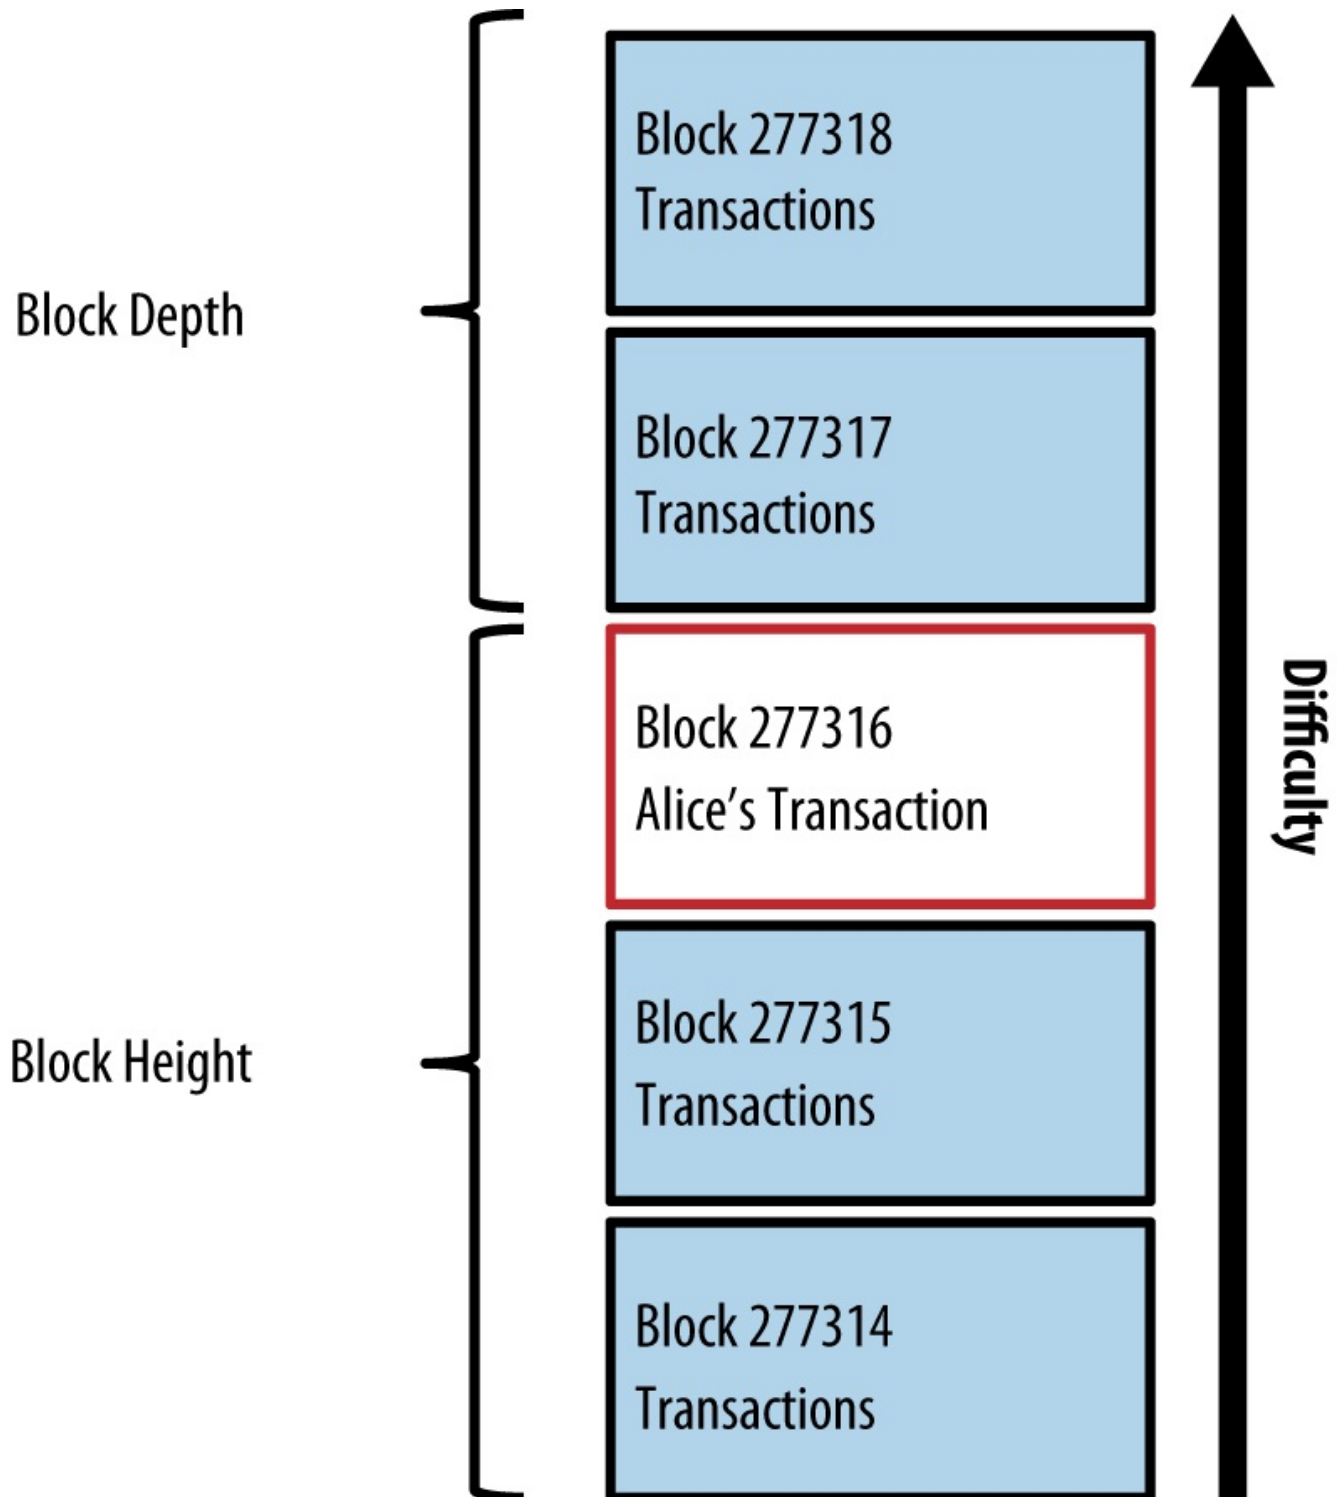 Block 277318
Transactions
Block Depth
Block 277317
Transactions
Block 277316
Alice’s Transaction
Difficulty
Block 277315
Transactions
Block Height
Block 277314
Transactions